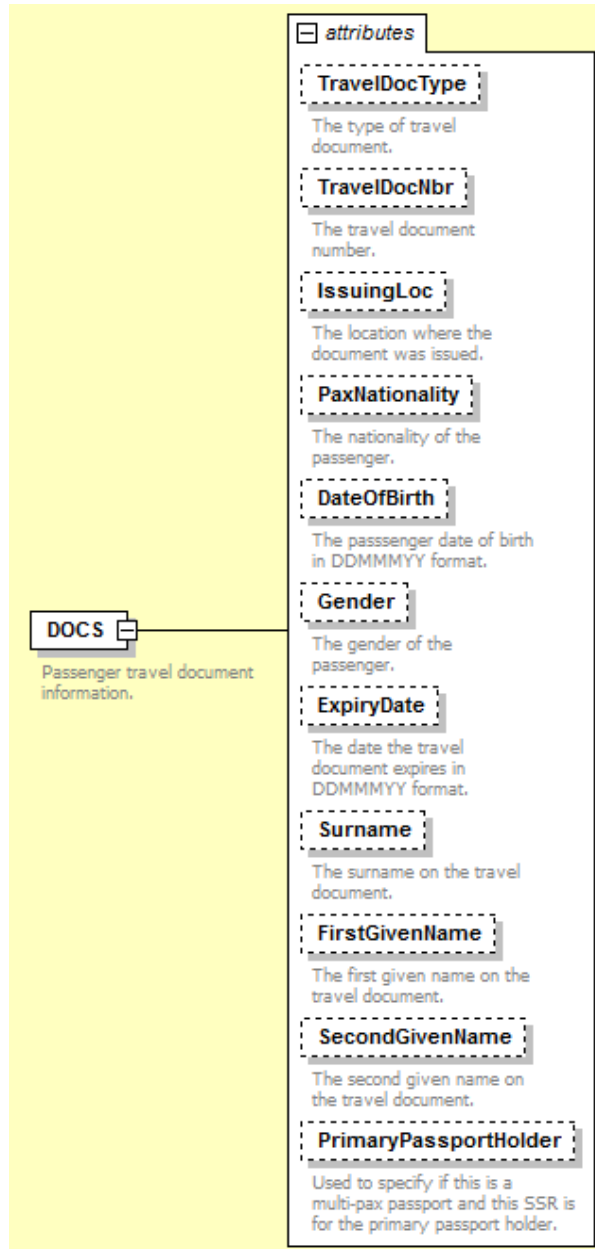 attributes
TravelDocType
The type of travel
document.
TravelDocNbr
The travel document
number.
IssuingLoc
The location where the
document was issued.
PaxNationality
The nationality of the
passenger.
DateOfBirth
The passsenger date of birth
in DDMMMYY format.
DOCS
Passenger travel document
information.
Gender
The gender of the
passenger.
ExpiryDate
The date the travel
document expires in
DDMMMYY format.
Surname
The surname on the travel
document.
FirstGivenName
The first given name on the
travel document.
SecondGivenName
The second given name on
the travel document.
PrimaryPassportHolder
Used to specify if this is a
multi-pax passport and this SSR is
for the primary passport holder.